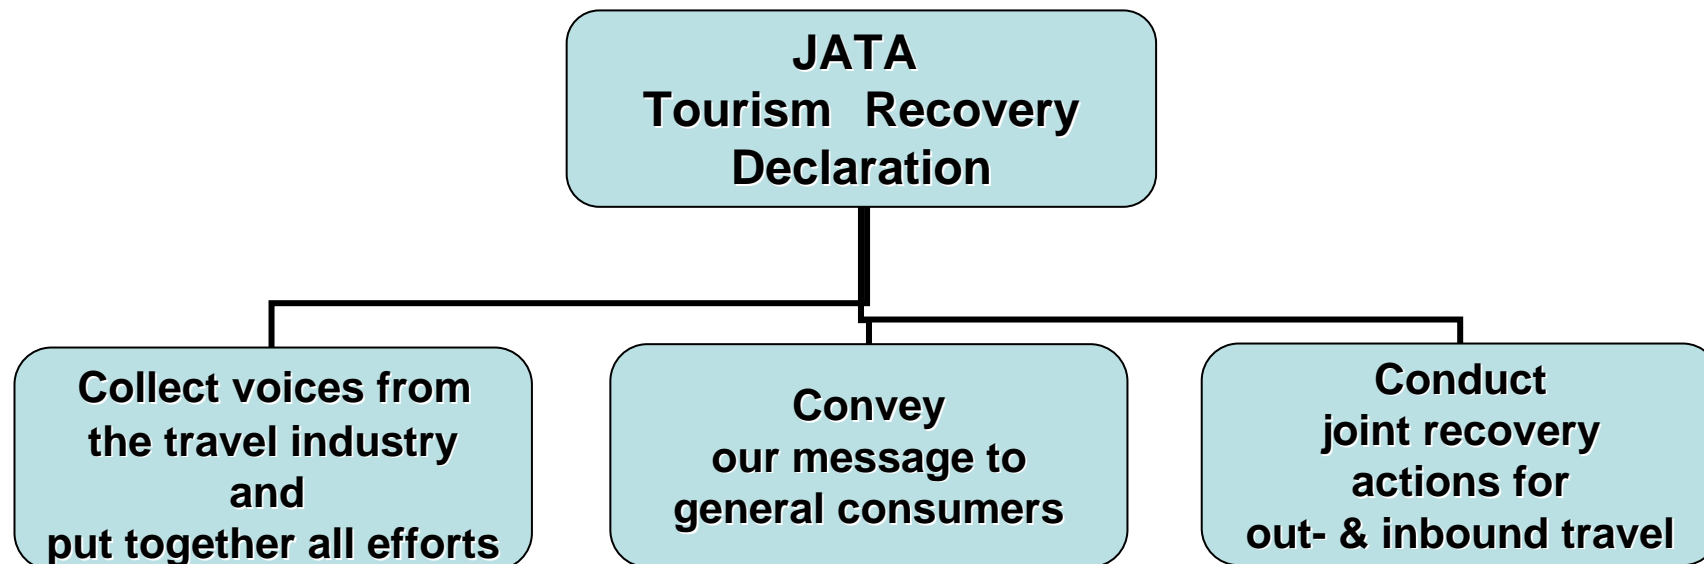 JATA
Tourism Recovery
Declaration
Collect voices from
the travel industry
and
put together all efforts
Convey
our message to
general consumers
Conduct
joint recovery
actions for
out- & inbound travel